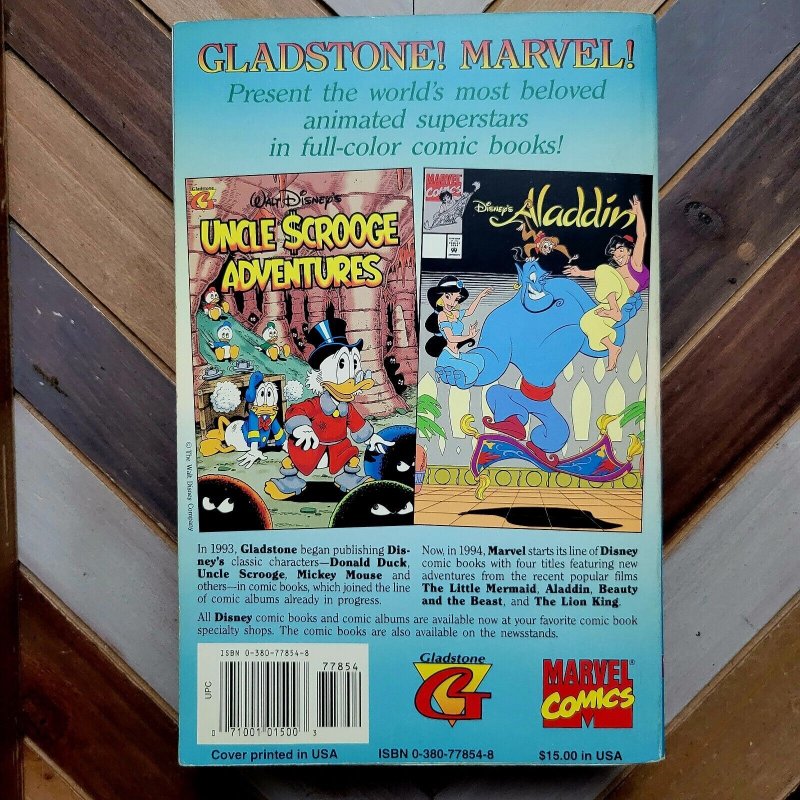 GLADSTONE! MARVEL!
Present the world's most beloved
animated superstars
in full-color comic books!
Gladstone
G
WALT DISNEY'S
UNCLE $CROOGE
ADVENTURES
MARVEL
COMICS
DISNEY'S Aladdin
© The Walt Disney Company
In 1993, Gladstone began publishing Dis-
ney's classic characters—Donald Duck,
Uncle Scrooge, Mickey Mouse and
others—in comic books, which joined the line
of comic albums already in progress.
Now, in 1994, Marvel starts its line of Disney
comic books with four titles featuring new
adventures from the recent popular films
The Little Mermaid, Aladdin, Beauty
and the Beast, and The Lion King.
All Disney comic books and comic albums are available now at your favorite comic book
specialty shops. The comic books are also available on the newsstands.
ISBN 0-380-77854-8
77854
UPC
0 71001 01500 3
Gladstone
G
MARVEL®
COMICS
Cover printed in USA ISBN 0-380-77854-8 $15.00 in USA